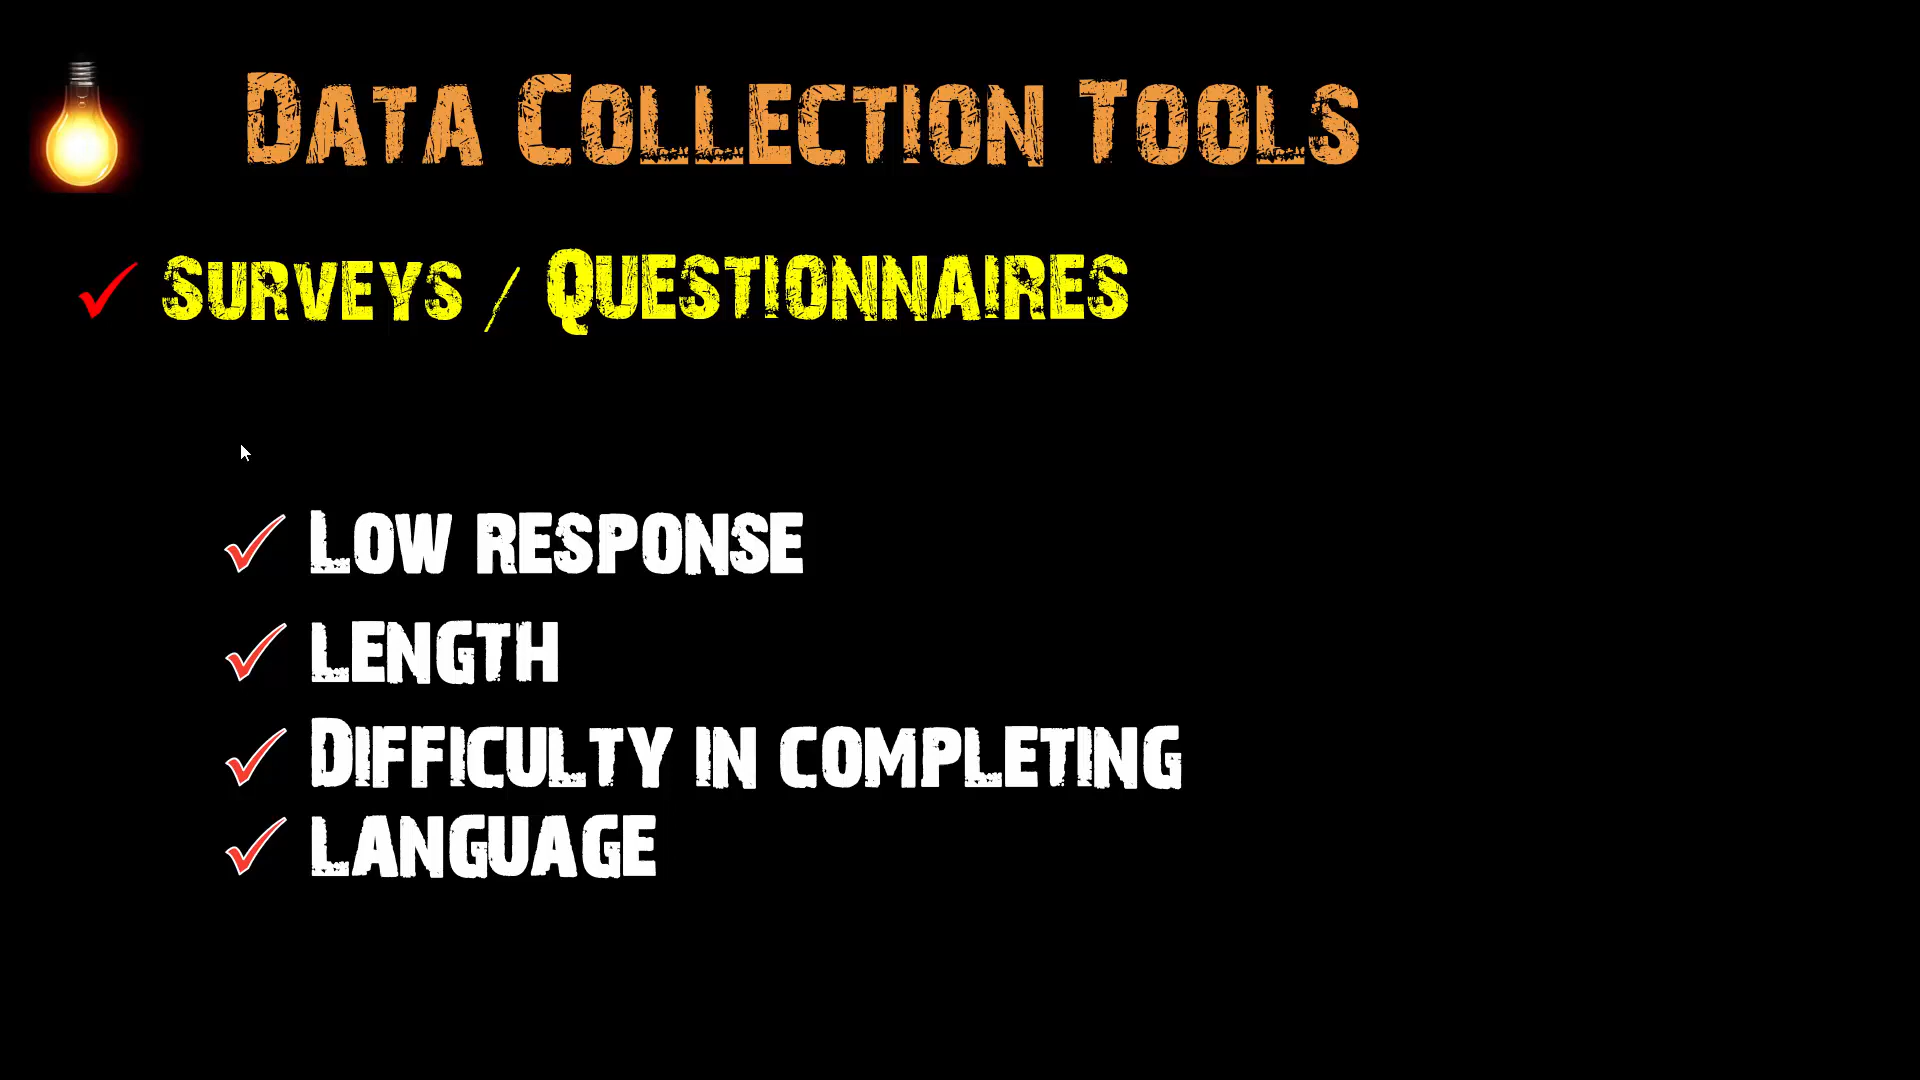 Data Collection Tools
Surveys / Questionnaires
Low response
Length
Difficulty in completing
Language